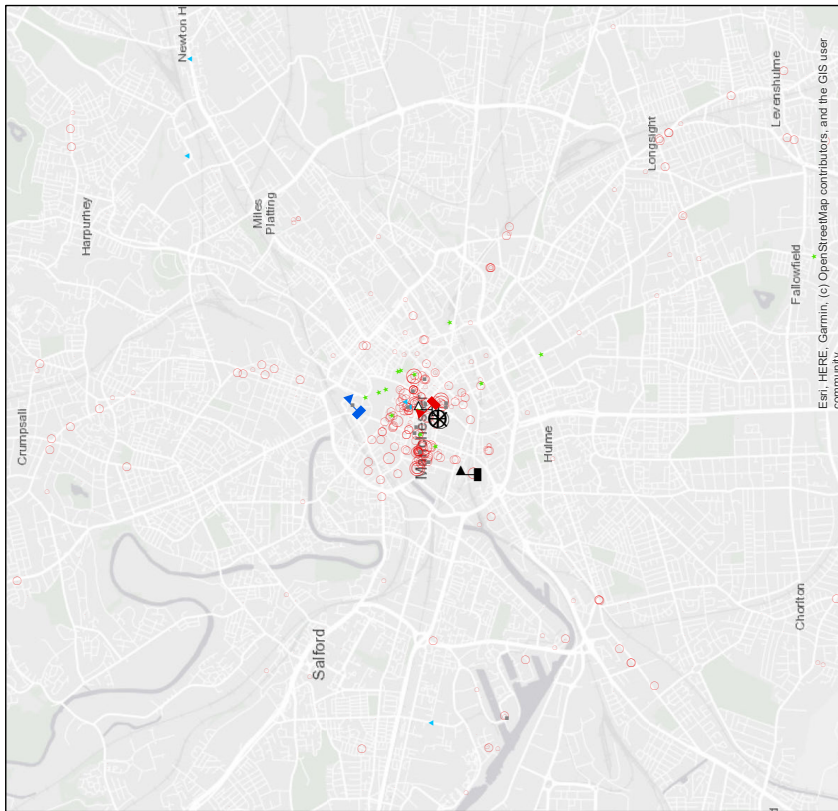 Newton H
Levenshulme
Longsight
Harpurhey
Miles
Platting
Fallowfield
Crumpsall
Manchester
Hulme
Chorlton
Salford
Esri, HERE, Garmin, (c) OpenStreetMap contributors, and the GIS user
community